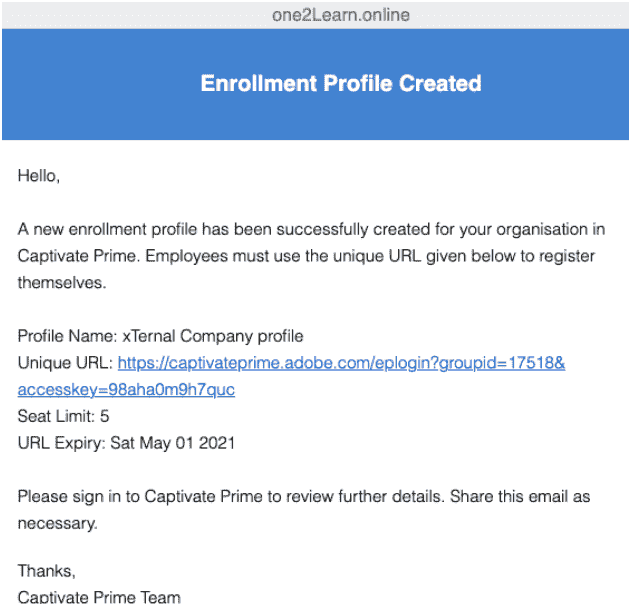 one2Learn.online
Enrollment Profile Created
Hello,
A new enrollment profile has been successfully created for your organisation in
Captivate Prime. Employees must use the unique URL given below to register
themselves.
Profile Name: xTernal Company profile
Unique URL: https://captivateprime.adobe.com/eplogin?groupid=17518&
accesskey=98aha0m9h7quc
Seat Limit: 5
URL Expiry: Sat May 01 2021
Please sign in to Captivate Prime to review further details. Share this email as
necessary.
Thanks,
Captivate Prime Team